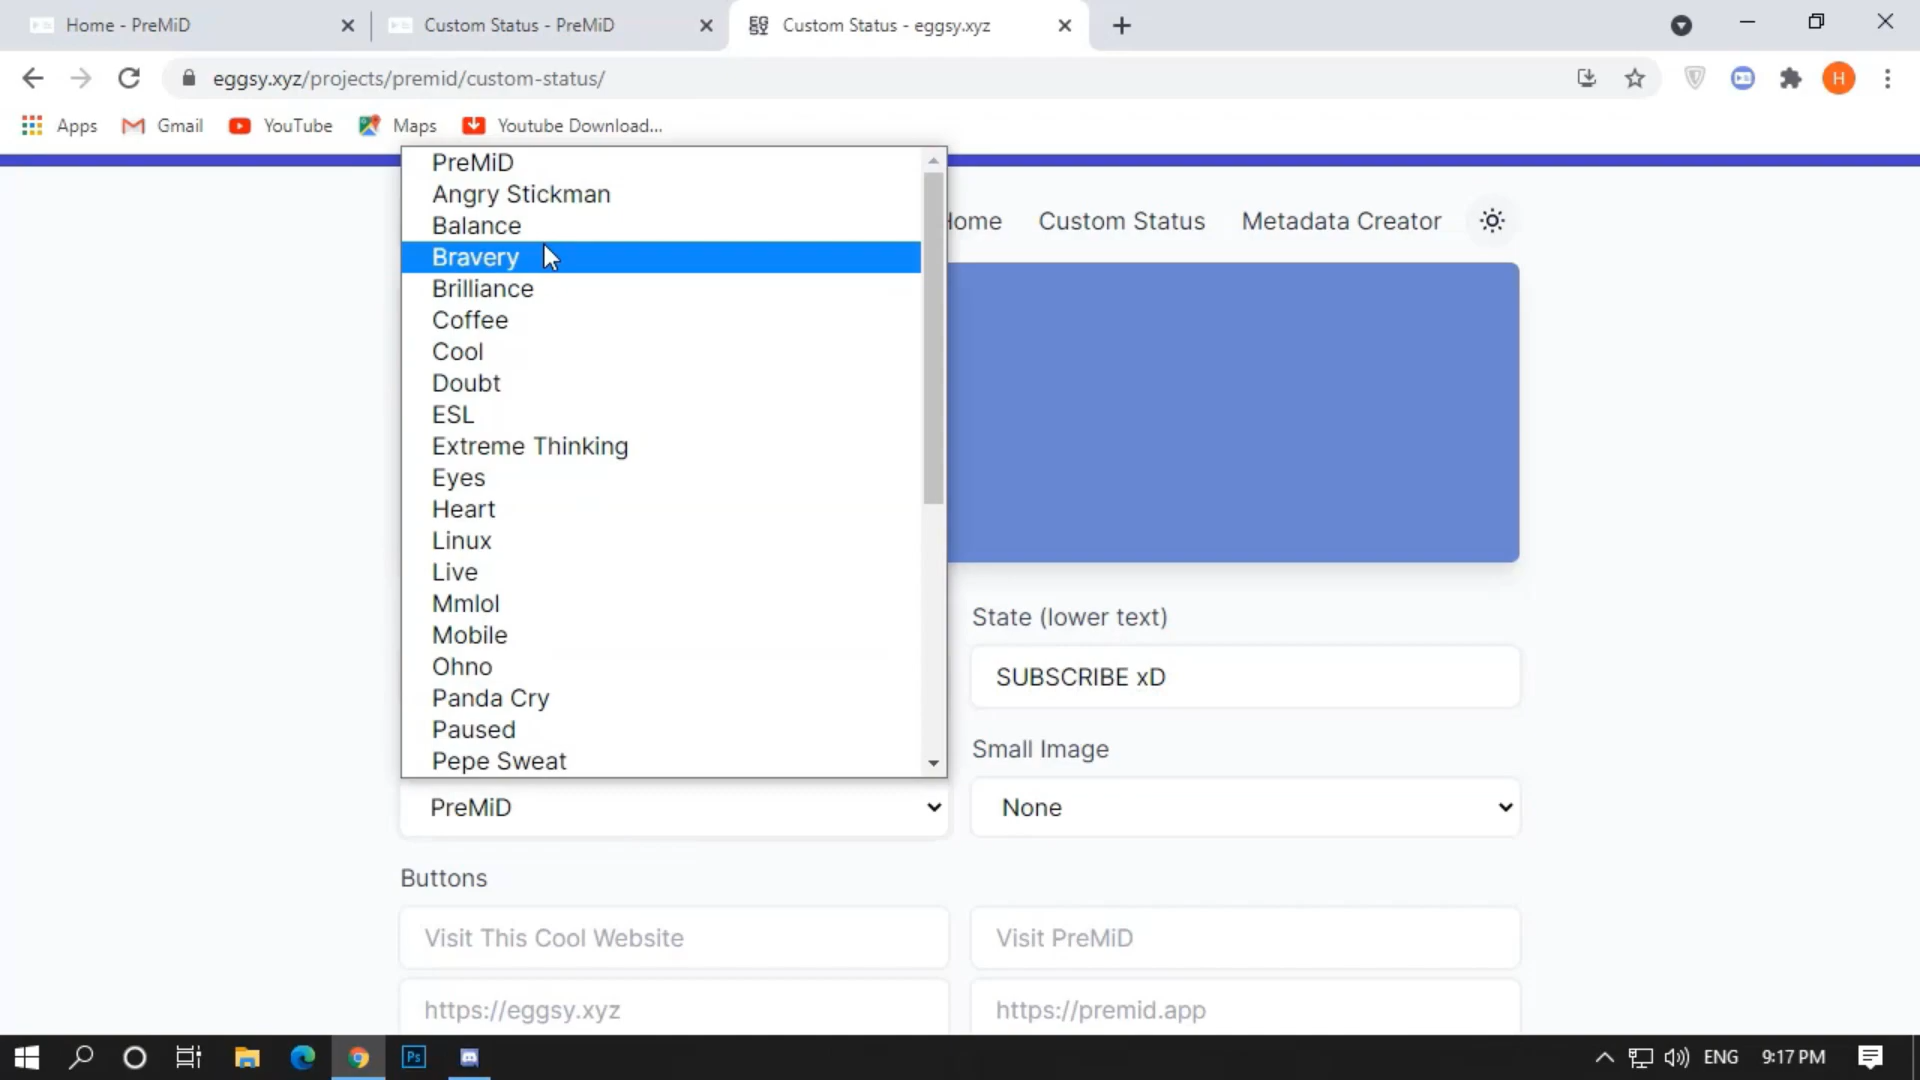 Home - PreMiD
Custom Status - PreMiD
Custom Status - eggsy.xyz
eggsy.xyz/projects/premid/custom-status/
H
Apps
Gmail
YouTube
Maps
Youtube Download...
Home
Custom Status
Metadata Creator
PreMiD
Angry Stickman
Balance
Bravery
Brilliance
Coffee
Cool
Doubt
ESL
Extreme Thinking
Eyes
Heart
Linux
Live
Mmlol
Mobile
Ohno
Panda Cry
Paused
Pepe Sweat
State (lower text)
SUBSCRIBE xD
Small Image
PreMiD
None
Buttons
Visit This Cool Website
Visit PreMiD
https://eggsy.xyz
https://premid.app
Ps
ENG
9:17 PM